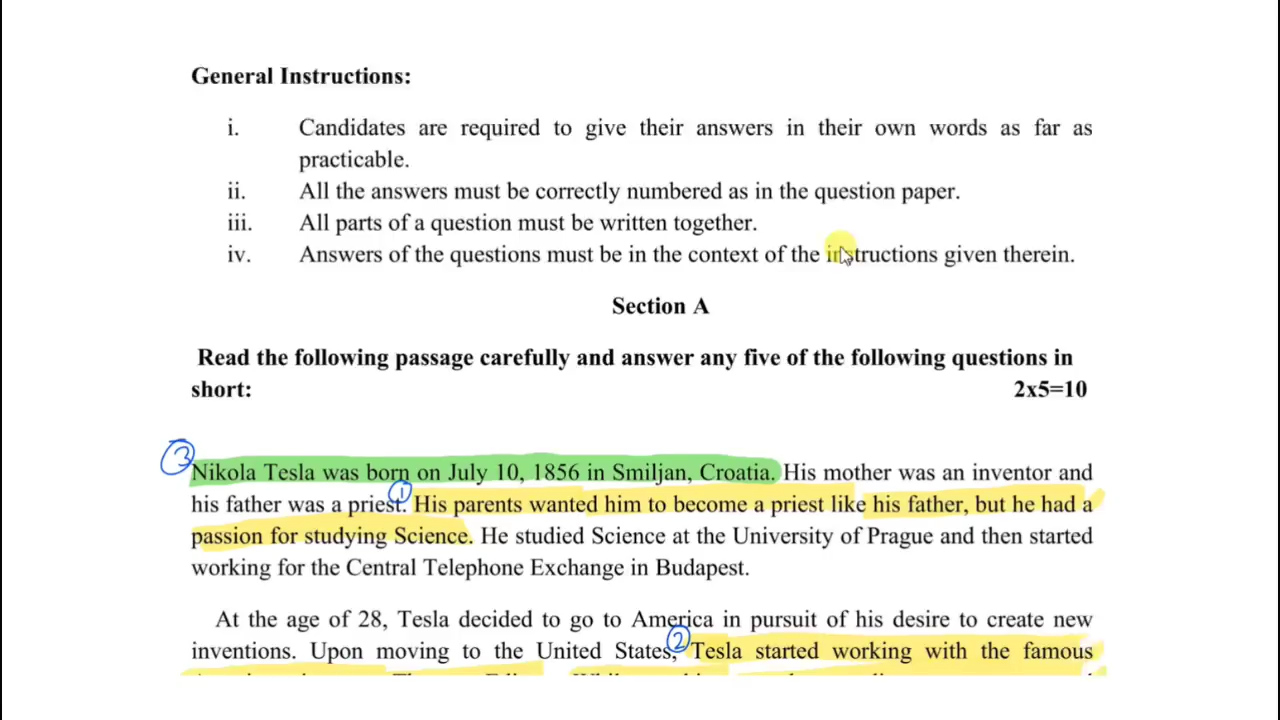 General Instructions:
i. Candidates are required to give their answers in their own words as far as
practicable.
ii. All the answers must be correctly numbered as in the question paper.
iii. All parts of a question must be written together.
iv. Answers of the questions must be in the context of the instructions given therein.
Section A
Read the following passage carefully and answer any five of the following questions in
short: 2x5=10
3 Nikola Tesla was born on July 10, 1856 in Smiljan, Croatia. His mother was an inventor and
his father was a priest. 1 His parents wanted him to become a priest like his father, but he had a
passion for studying Science. He studied Science at the University of Prague and then started
working for the Central Telephone Exchange in Budapest.
At the age of 28, Tesla decided to go to America in pursuit of his desire to create new
inventions. Upon moving to the United States, 2 Tesla started working with the famous